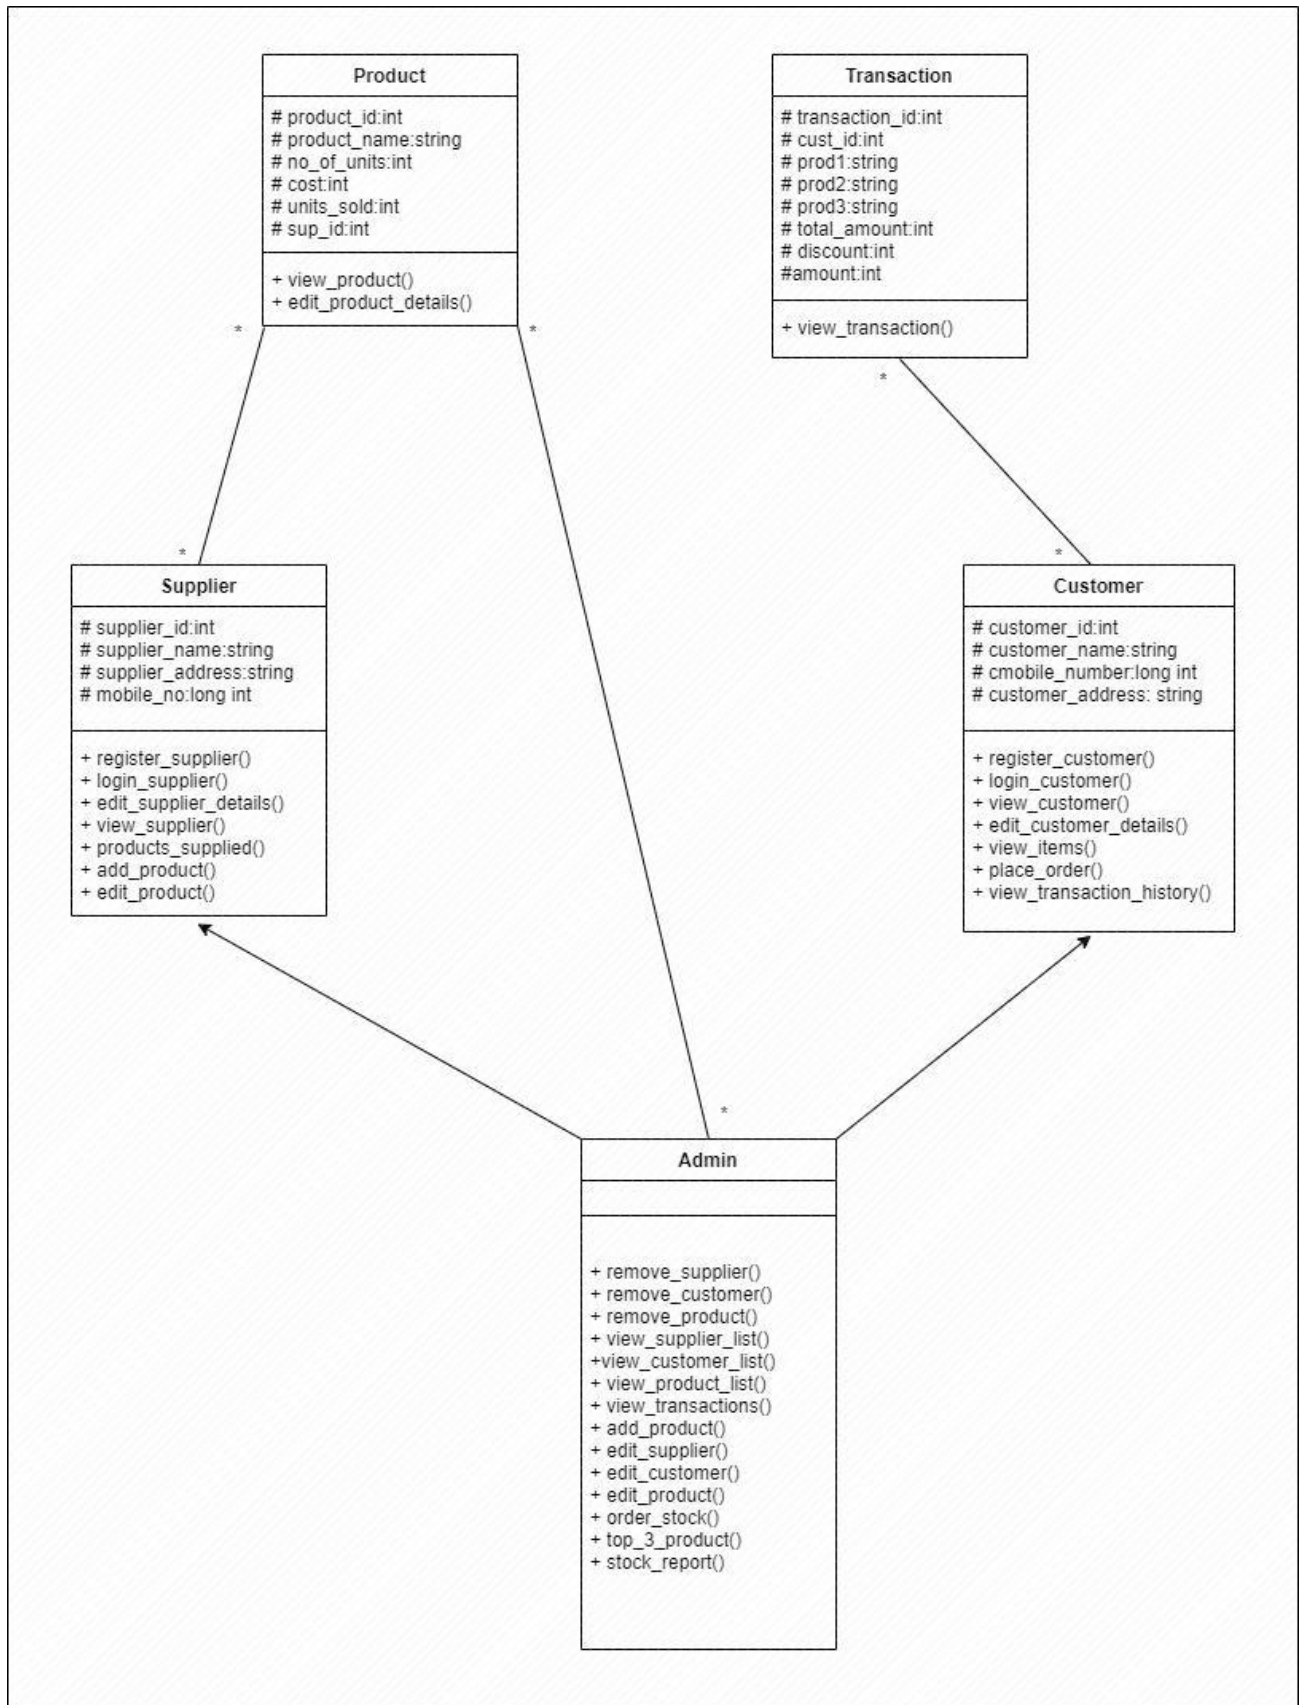 Product
# product_id:int
# product_name:string
# no_of_units:int
# cost:int
# units_sold:int
# sup_id:int
+ view_product()
+ edit_product_details()
*
*
Transaction
# transaction_id:int
# cust_id:int
# prod1:string
# prod2:string
# prod3:string
# total_amount:int
# discount:int
#amount:int
+ view_transaction()
*
*
Supplier
# supplier_id:int
# supplier_name:string
# supplier_address:string
# mobile_no:long int
+ register_supplier()
+ login_supplier()
+ edit_supplier_details()
+ view_supplier()
+ products_supplied()
+ add_product()
+ edit_product()
*
Customer
# customer_id:int
# customer_name:string
# cmobile_number:long int
# customer_address: string
+ register_customer()
+ login_customer()
+ view_customer()
+ edit_customer_details()
+ view_items()
+ place_order()
+ view_transaction_history()
*
Admin
+ remove_supplier()
+ remove_customer()
+ remove_product()
+ view_supplier_list()
+view_customer_list()
+ view_product_list()
+ view_transactions()
+ add_product()
+ edit_supplier()
+ edit_customer()
+ edit_product()
+ order_stock()
+ top_3_product()
+ stock_report()